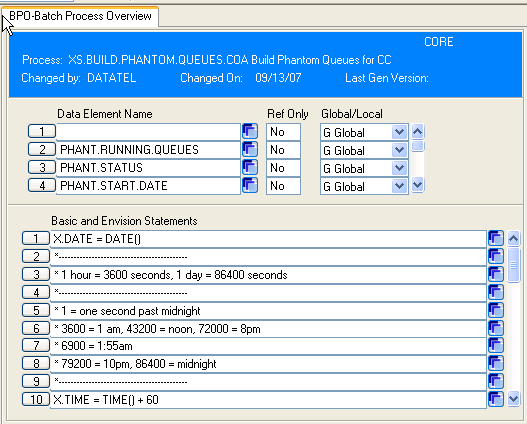 BPO-Batch Process Overview
CORE
Process: XS.BUILD.PHANTOM.QUEUES.COA Build Phantom Queues for CC
Changed by: DATATEL Changed On: 09/13/07 Last Gen Version:
Data Element Name Ref Only Global/Local
1 No G Global
2 PHANT.RUNNING.QUEUES No G Global
3 PHANT.STATUS No G Global
4 PHANT.START.DATE No G Global
Basic and Envision Statements
1 X.DATE = DATE()
2 *-------------------------------------------
3 * 1 hour = 3600 seconds, 1 day = 86400 seconds
4 *-------------------------------------------
5 * 1 = one second past midnight
6 * 3600 = 1 am, 43200 = noon, 72000 = 8pm
7 * 6900 = 1:55am
8 * 79200 = 10pm, 86400 = midnight
9 *-------------------------------------------
10 X.TIME = TIME() + 60